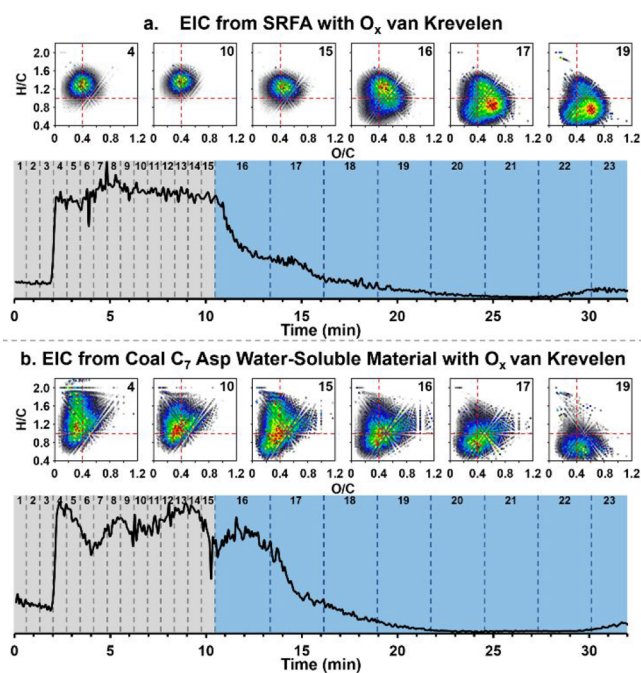 a. EIC from SRFA with Oₓ van Krevelen
4 10 15 16 17 19
H/C
2.0
1.6
1.2
0.8
0.4
0 0.4 0.8 1.2 0 0.4 0.8 1.2 0 0.4 0.8 1.2 0 0.4 0.8 1.2 0 0.4 0.8 1.2 0 0.4 0.8 1.2
O/C
1 2 3 4 5 6 7 8 9 10 11 12 13 14 15 16 17 18 19 20 21 22 23
0 5 10 15 20 25 30
Time (min)
b. EIC from Coal C₇ Asp Water-Soluble Material with Oₓ van Krevelen
4 10 15 16 17 19
H/C
2.0
1.6
1.2
0.8
0.4
0 0.4 0.8 1.2 0 0.4 0.8 1.2 0 0.4 0.8 1.2 0 0.4 0.8 1.2 0 0.4 0.8 1.2 0 0.4 0.8 1.2
O/C
1 2 3 4 5 6 7 8 9 10 11 12 13 14 15 16 17 18 19 20 21 22 23
0 5 10 15 20 25 30
Time (min)